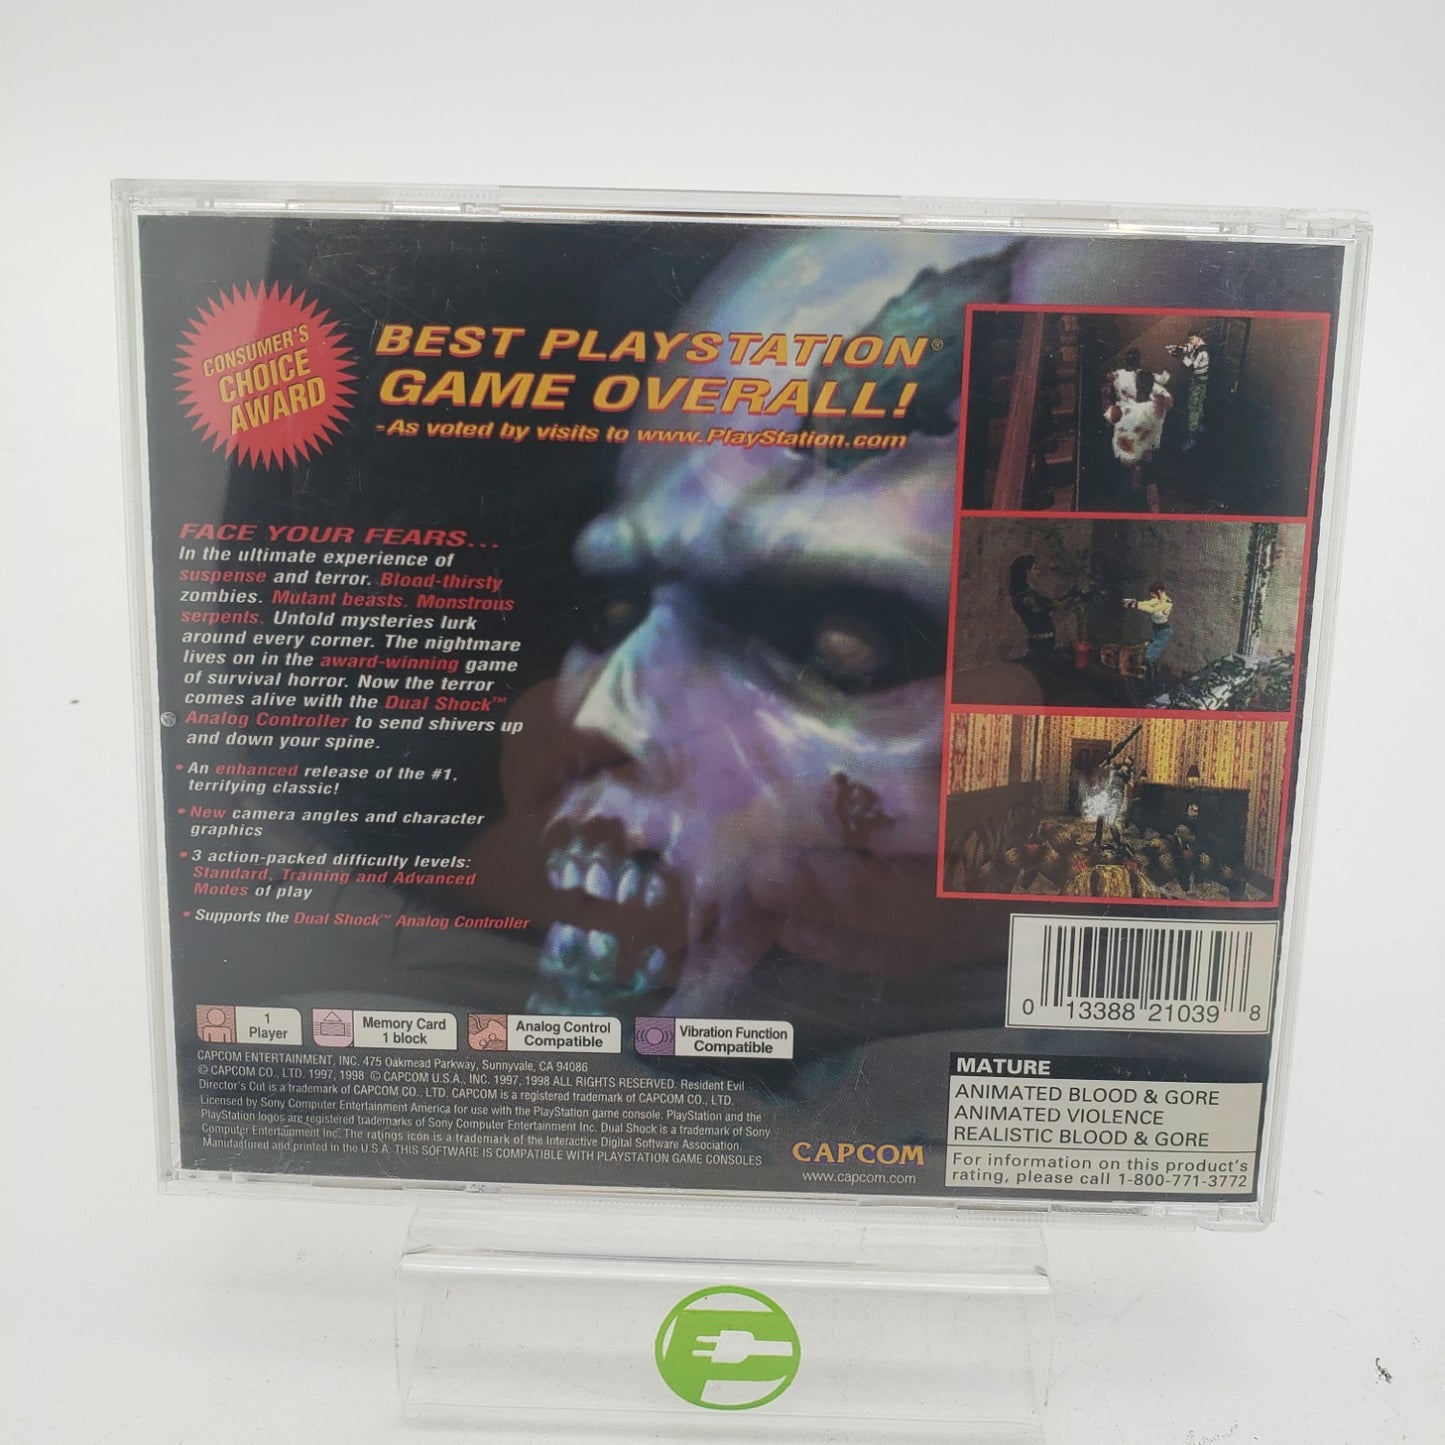 CONSUMER'S
CHOICE
AWARD
BEST PLAYSTATION®
GAME OVERALL!
-As voted by visits to www.PlayStation.com
FACE YOUR FEARS...
In the ultimate experience of
suspense and terror. Blood-thirsty
zombies. Mutant beasts. Monstrous
serpents. Untold mysteries lurk
around every corner. The nightmare
lives on in the award-winning game
of survival horror. Now the terror
comes alive with the Dual Shock™
Analog Controller to send shivers up
and down your spine.
• An enhanced release of the #1,
terrifying classic!
• New camera angles and character
graphics
• 3 action-packed difficulty levels:
Standard, Training and Advanced
Modes of play
• Supports the Dual Shock™ Analog Controller
1
Player
Memory Card
1 block
Analog Control
Compatible
Vibration Function
Compatible
CAPCOM ENTERTAINMENT, INC, 475 Oakmead Parkway, Sunnyvale, CA 94086
© CAPCOM CO., LTD. 1997, 1998 © CAPCOM U.S.A., INC. 1997, 1998 ALL RIGHTS RESERVED. Resident Evil
Director's Cut is a trademark of CAPCOM CO., LTD. CAPCOM is a registered trademark of CAPCOM CO., LTD.
Licensed by Sony Computer Entertainment America for use with the PlayStation game console. PlayStation and the
PlayStation logos are registered trademarks of Sony Computer Entertainment Inc. Dual Shock is a trademark of Sony
Computer Entertainment Inc. The ratings icon is a trademark of the Interactive Digital Software Association.
Manufactured and printed in the U.S.A. THIS SOFTWARE IS COMPATIBLE WITH PLAYSTATION GAME CONSOLES
CAPCOM
www.capcom.com
0 13388 21039 8
MATURE
ANIMATED BLOOD & GORE
ANIMATED VIOLENCE
REALISTIC BLOOD & GORE
For information on this product's
rating, please call 1-800-771-3772